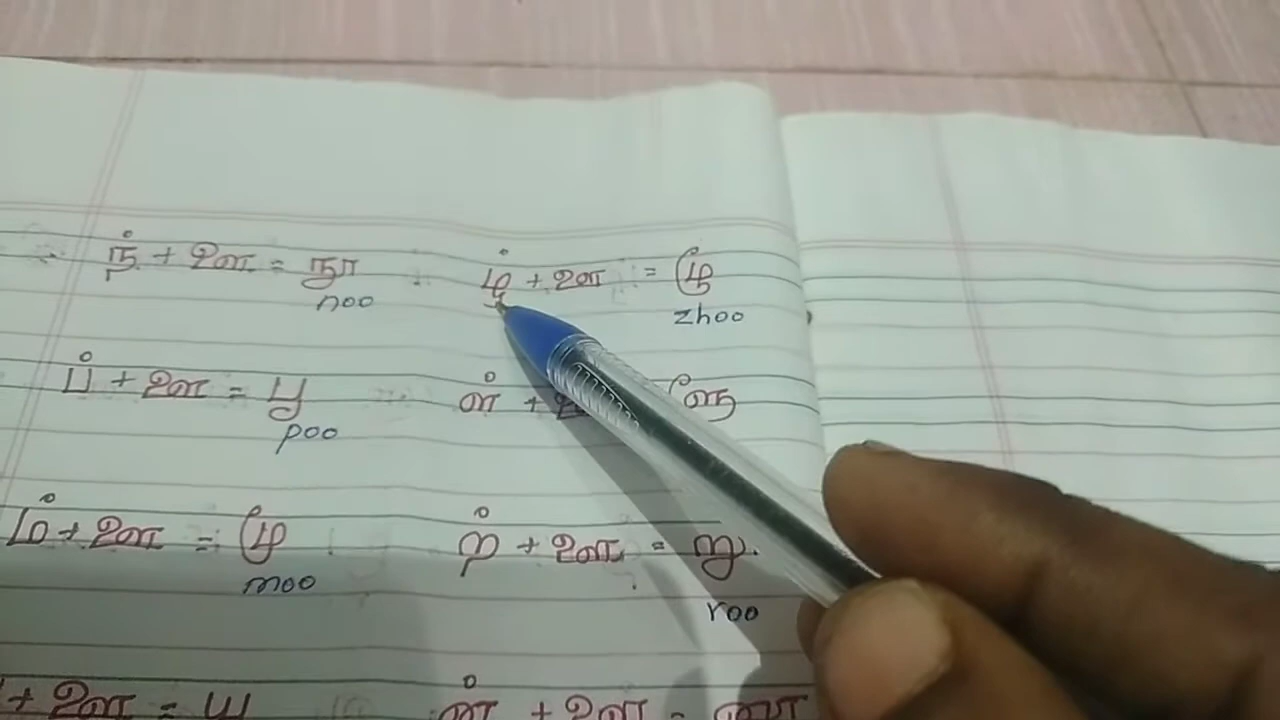 ந் + ஊ = நூ ழ் + ஊ = ழூ
noo zhoo
ப் + ஊ = பூ ள் + ளூ
poo
ம் + ஊ = மூ ற் + ஊ = றூ.
moo roo
+ ஊ = யூ ன் + ஊ =